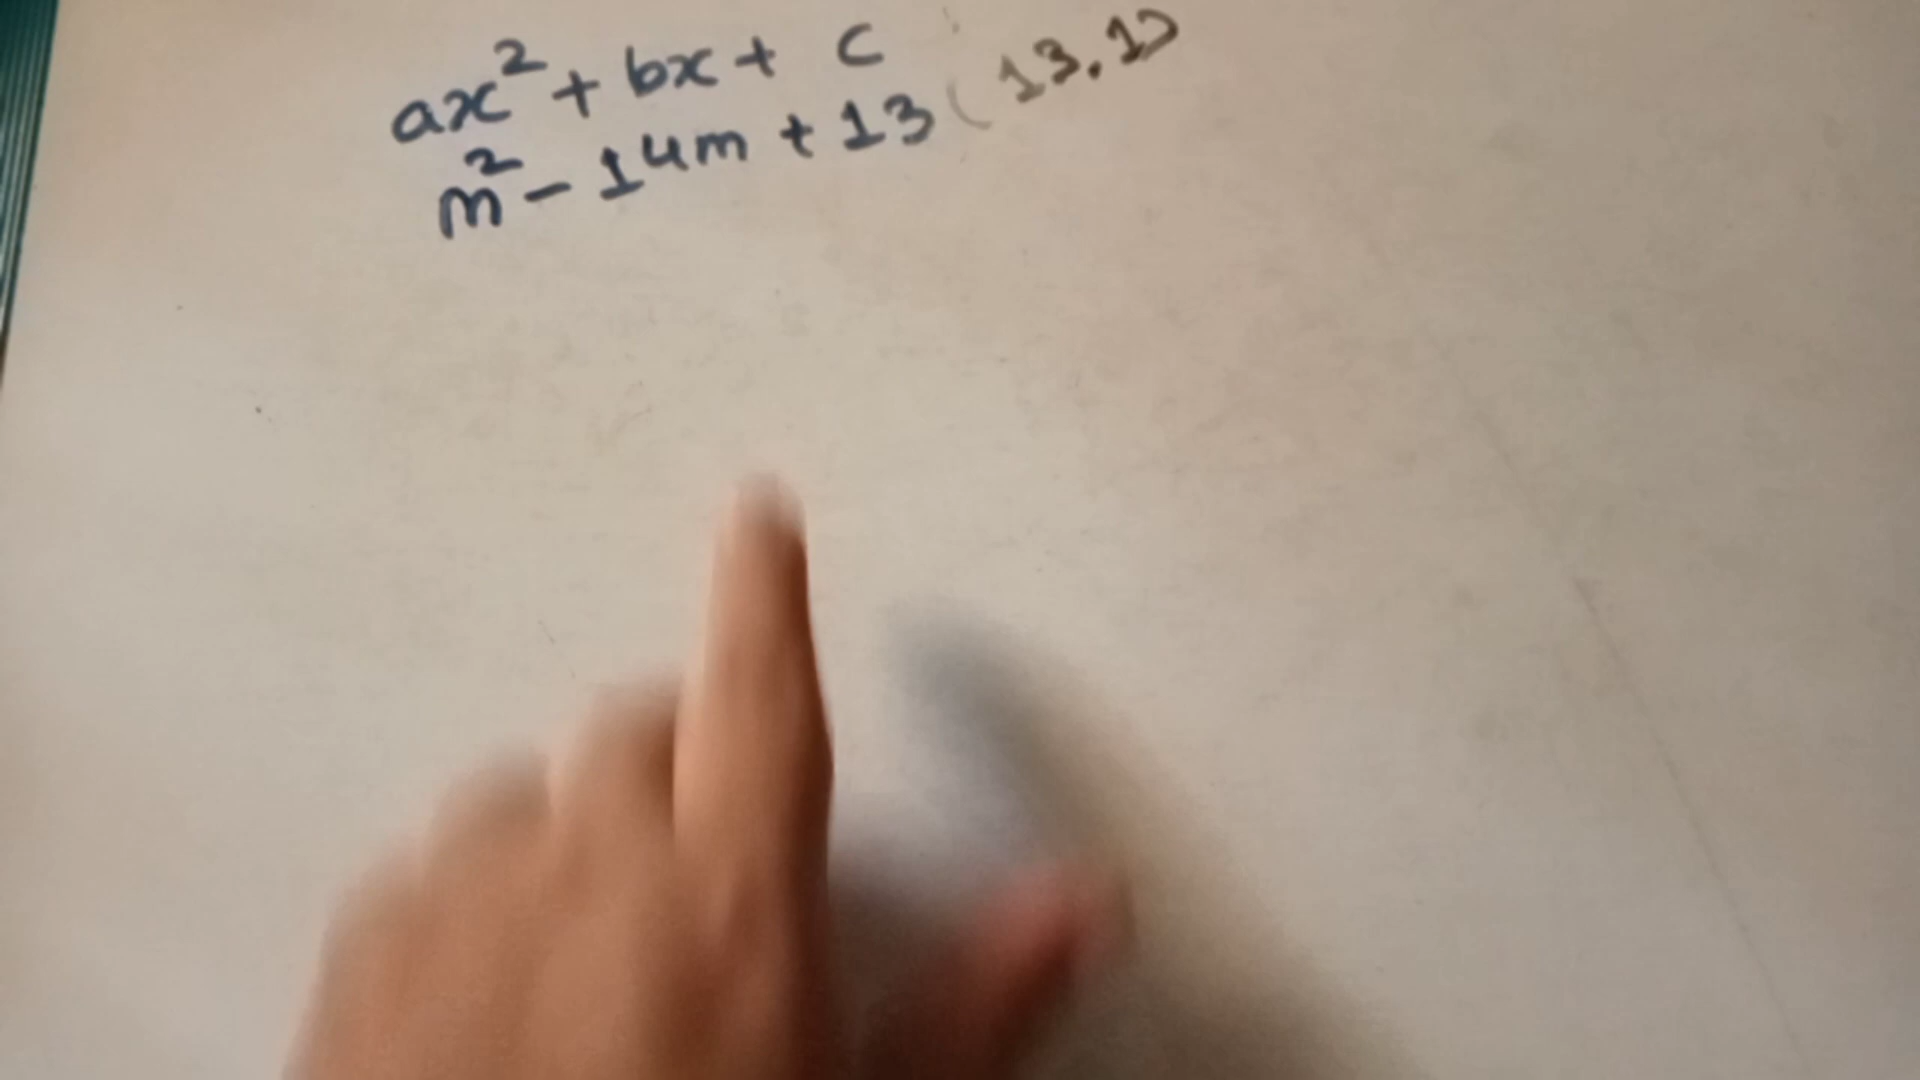 ax² + bx + c
m² - 14m + 13 (13.1)